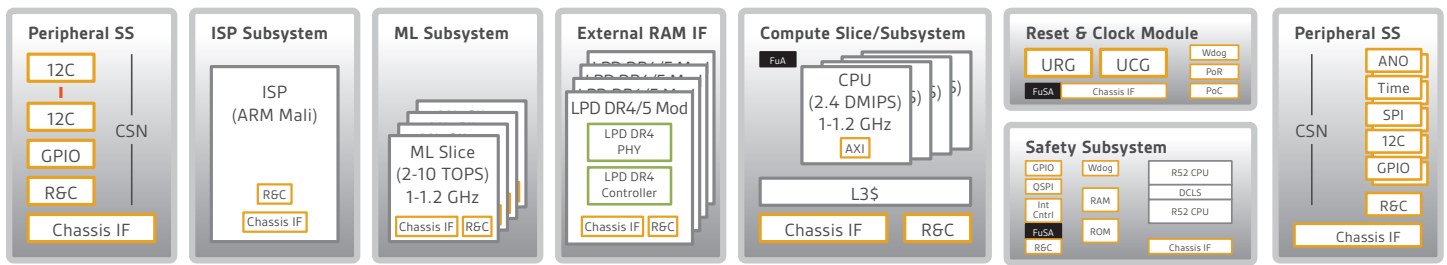 Peripheral SS
12C
12C
CSN
GPIO
R&C
Chassis IF
ISP Subsystem
ISP
(ARM Mali)
R&C
Chassis IF
ML Subsystem
ML Slice
(2-10 TOPS)
1-1.2 GHz
Chassis IF R&C
External RAM IF
LPD DR4/5 Mod
LPD DR4
PHY
LPD DR4
Controller
Chassis IF R&C
Compute Slice/Subsystem
FuA
CPU
(2.4 DMIPS)
1-1.2 GHz
AXI
L3$
Chassis IF R&C
Reset & Clock Module
URG UCG
Wdog
PoR
PoC
FuSA Chassis IF
Safety Subsystem
GPIO
QSPI
Int
Cntrl
FuSA
R&C
Wdog
RAM
ROM
R52 CPU
DCLS
R52 CPU
Chassis IF
Peripheral SS
CSN
ANO
Time
SPI
12C
GPIO
R&C
Chassis IF